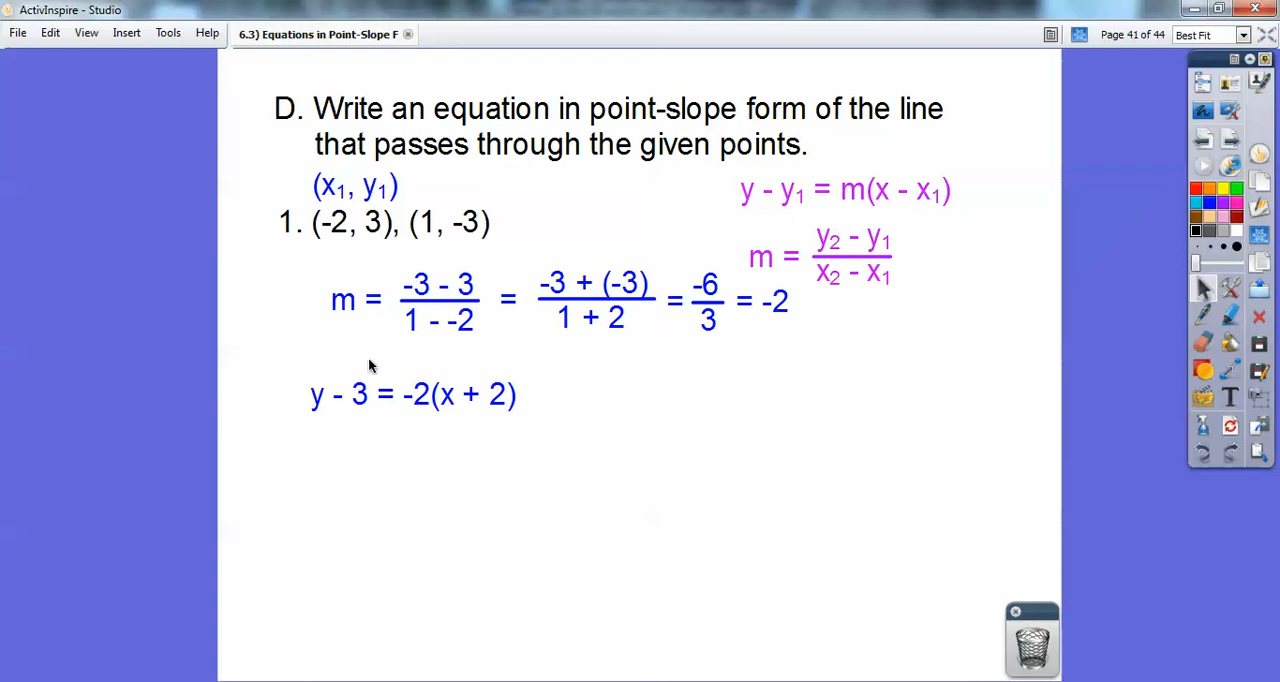 ActivInspire - Studio
File Edit View Insert Tools Help
6.3) Equations in Point-Slope F
Page 41 of 44
Best Fit
D. Write an equation in point-slope form of the line
that passes through the given points.
(x₁, y₁)
y - y₁ = m(x - x₁)
1. (-2, 3), (1, -3)
m = y₂ - y₁ / x₂ - x₁
m = -3 - 3 / 1 - -2 = -3 + (-3) / 1 + 2 = -6 / 3 = -2
y - 3 = -2(x + 2)